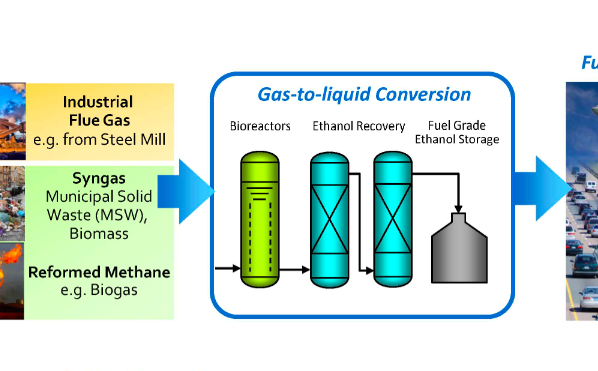 Fu
Gas-to-liquid Conversion
Industrial
Flue Gas
e.g. from Steel Mill
Syngas
Municipal Solid
Waste (MSW),
Biomass
Reformed Methane
e.g. Biogas
Bioreactors
Ethanol Recovery
Fuel Grade
Ethanol Storage